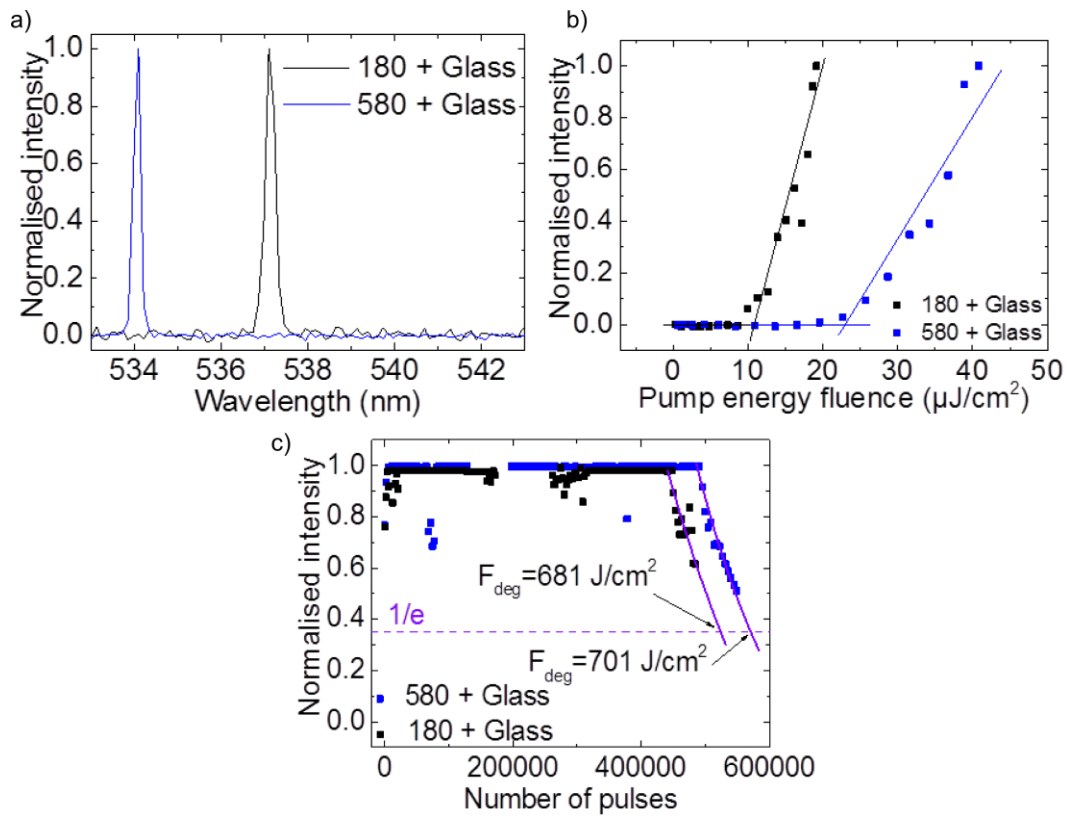 a)
Normalised intensity
1.0
0.8
0.6
0.4
0.2
0.0
180 + Glass
580 + Glass
534 536 538 540 542
Wavelength (nm)
b)
Normalised intensity
1.0
0.8
0.6
0.4
0.2
0.0
180 + Glass
580 + Glass
0 10 20 30 40 50
Pump energy fluence (µJ/cm²)
c)
Normalised intensity
1.0
0.8
0.6
0.4
0.2
0.0
F_deg=681 J/cm²
1/e
F_deg=701 J/cm²
580 + Glass
180 + Glass
0 200000 400000 600000
Number of pulses